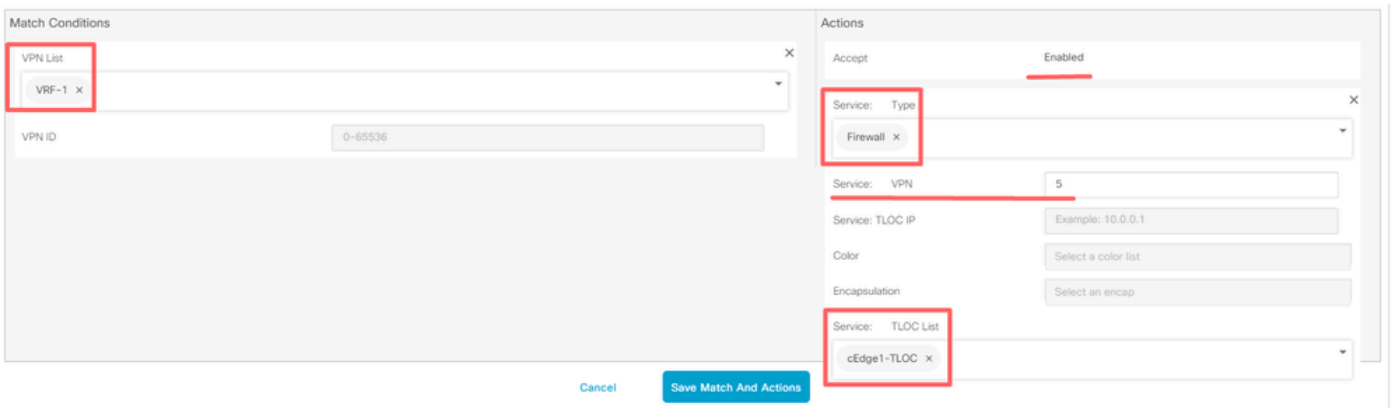 Match Conditions
VPN List
VRF-1 ×
VPN ID
0-65536
Actions
Accept
Enabled
Service: Type
Firewall ×
Service: VPN
5
Service: TLOC IP
Example: 10.0.0.1
Color
Select a color list
Encapsulation
Select an encap
Service: TLOC List
cEdge1-TLOC ×
Cancel
Save Match And Actions